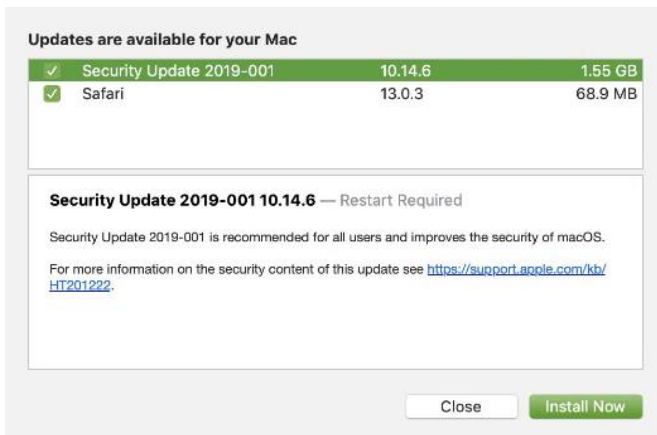 Updates are available for your Mac
Security Update 2019-001 10.14.6 1.55 GB
Safari 13.0.3 68.9 MB
Security Update 2019-001 10.14.6 — Restart Required
Security Update 2019-001 is recommended for all users and improves the security of macOS.
For more information on the security content of this update see https://support.apple.com/kb/
HT201222.
Close Install Now